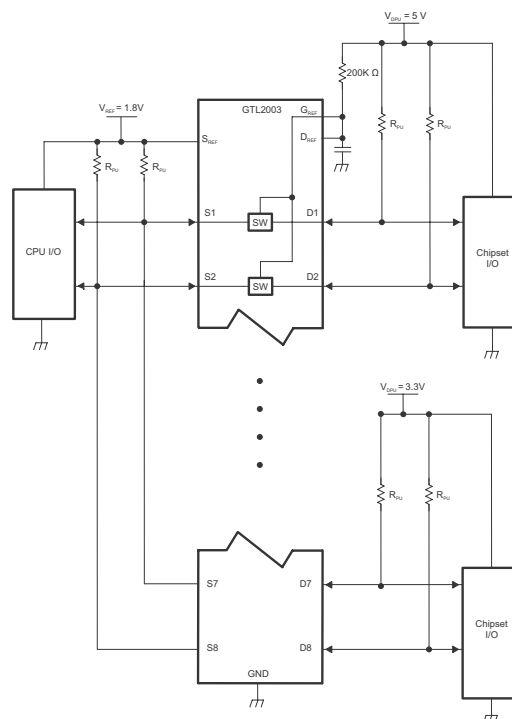 V_DPU = 5 V
200K Ω
GTL2003
G_REF
V_REF = 1.8V
R_PU
R_PU
D_REF
S_REF
R_PU
R_PU
S1
D1
SW
CPU I/O
Chipset
I/O
S2
D2
SW
V_DPU = 3.3V
R_PU
R_PU
S7
D7
Chipset
I/O
S8
D8
GND